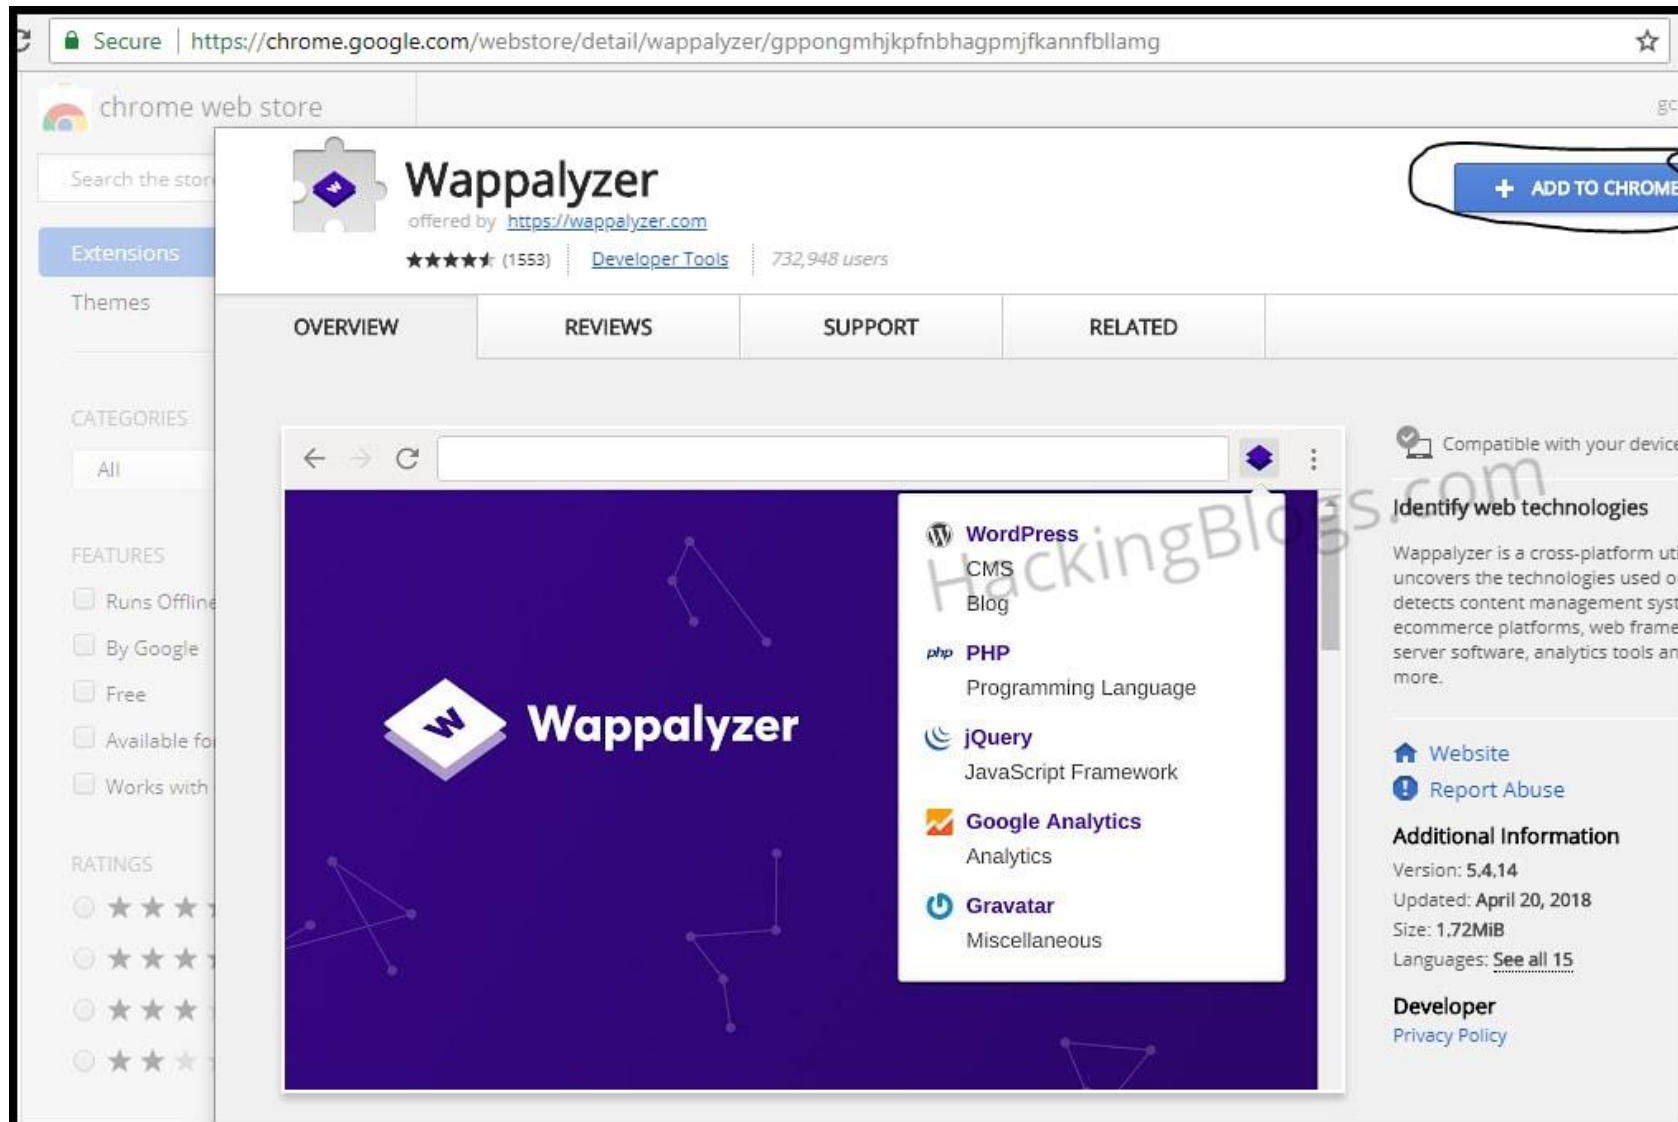 Secure https://chrome.google.com/webstore/detail/wappalyzer/gppongmhjkpfnbhagpmjfkannfbllamg
chrome web store
gc
Search the store
Wappalyzer
offered by https://wappalyzer.com
(1553) Developer Tools 732,948 users
+ ADD TO CHROME
Extensions
Themes
OVERVIEW REVIEWS SUPPORT RELATED
CATEGORIES
All
FEATURES
Runs Offline
By Google
Free
Available for
Works with
RATINGS
W
Wappalyzer
WordPress
CMS
Blog
php PHP
Programming Language
jQuery
JavaScript Framework
Google Analytics
Analytics
Gravatar
Miscellaneous
HackingBlogs.com
Compatible with your device
Identify web technologies
Wappalyzer is a cross-platform uti
uncovers the technologies used o
detects content management syst
ecommerce platforms, web frame
server software, analytics tools an
more.
Website
Report Abuse
Additional Information
Version: 5.4.14
Updated: April 20, 2018
Size: 1.72MiB
Languages: See all 15
Developer
Privacy Policy